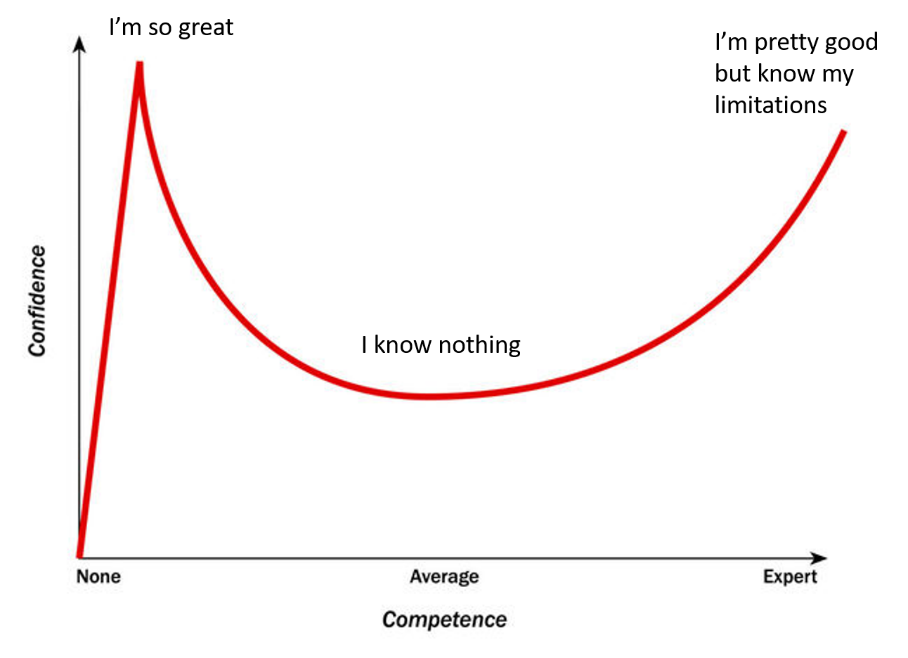 I’m so great
I’m pretty good
but know my
limitations
Confidence
I know nothing
None
Average
Expert
Competence